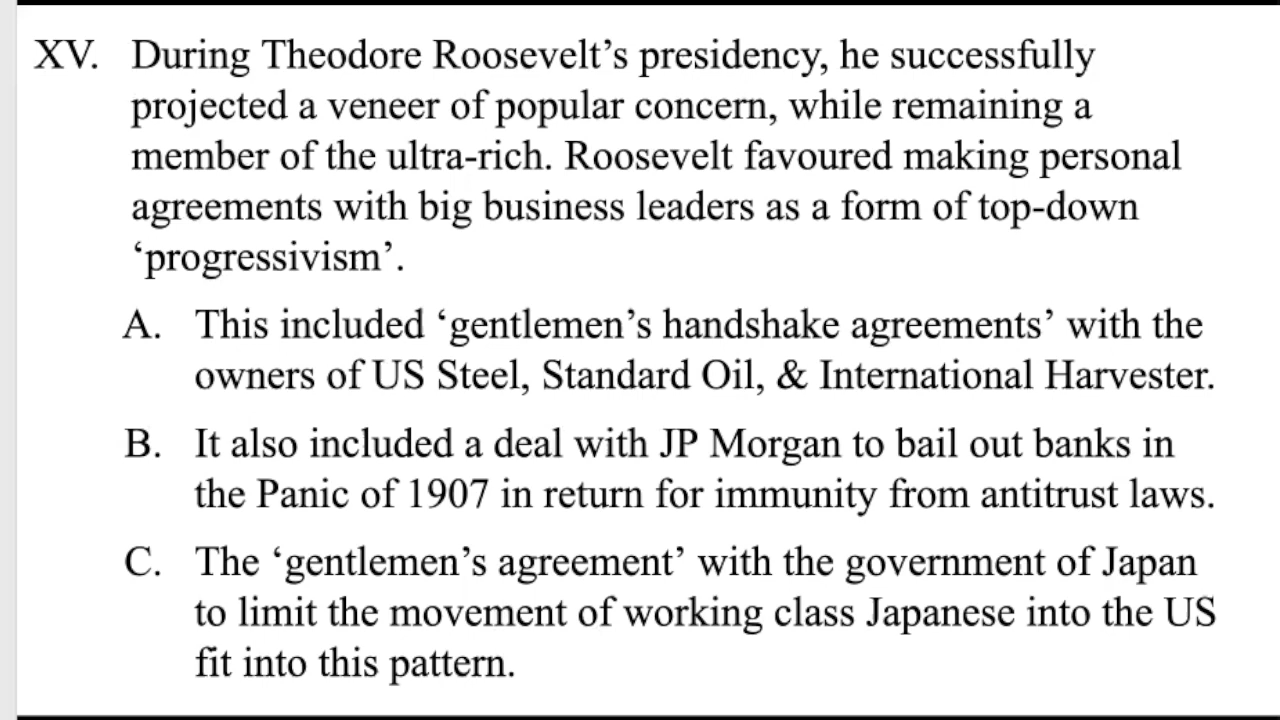 XV. During Theodore Roosevelt’s presidency, he successfully
projected a veneer of popular concern, while remaining a
member of the ultra-rich. Roosevelt favoured making personal
agreements with big business leaders as a form of top-down
‘progressivism’.
A. This included ‘gentlemen’s handshake agreements’ with the
owners of US Steel, Standard Oil, & International Harvester.
B. It also included a deal with JP Morgan to bail out banks in
the Panic of 1907 in return for immunity from antitrust laws.
C. The ‘gentlemen’s agreement’ with the government of Japan
to limit the movement of working class Japanese into the US
fit into this pattern.